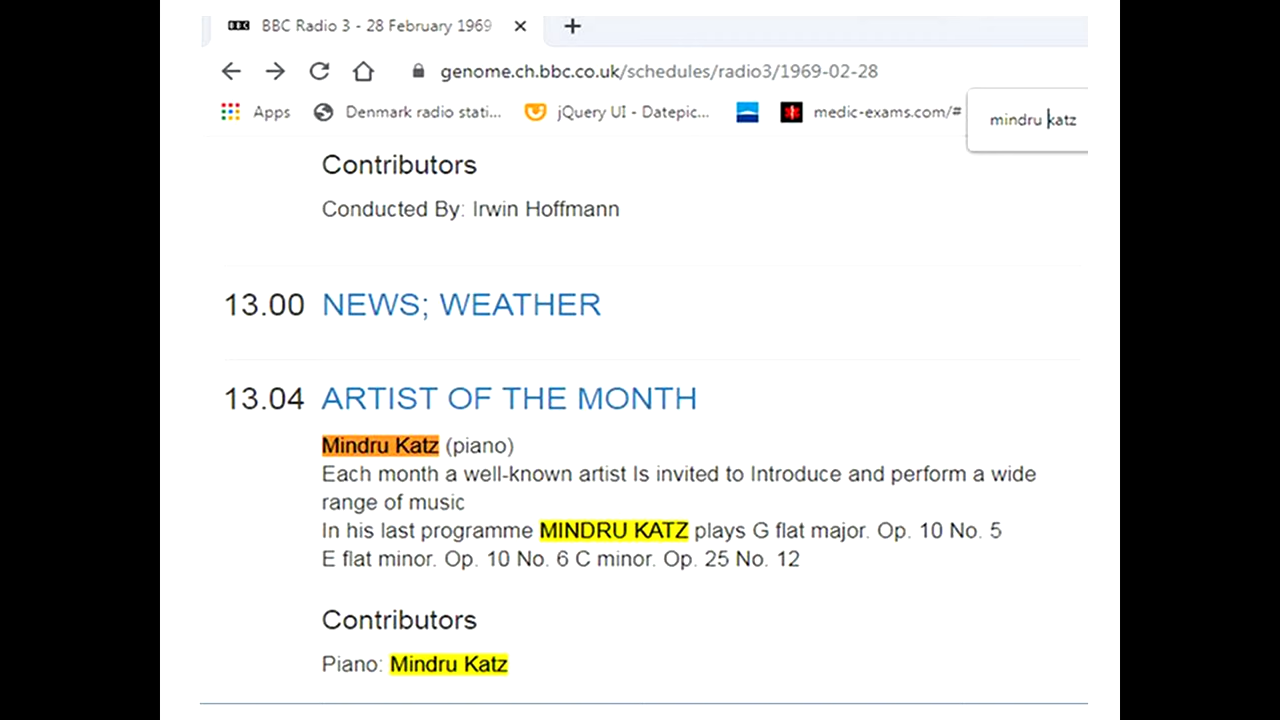 BBC BBC Radio 3 - 28 February 1969
genome.ch.bbc.co.uk/schedules/radio3/1969-02-28
Apps Denmark radio stati... jQuery UI - Datepic... medic-exams.com/#
mindru katz
Contributors
Conducted By: Irwin Hoffmann
13.00 NEWS; WEATHER
13.04 ARTIST OF THE MONTH
Mindru Katz (piano)
Each month a well-known artist Is invited to Introduce and perform a wide
range of music
In his last programme MINDRU KATZ plays G flat major. Op. 10 No. 5
E flat minor. Op. 10 No. 6 C minor. Op. 25 No. 12
Contributors
Piano: Mindru Katz